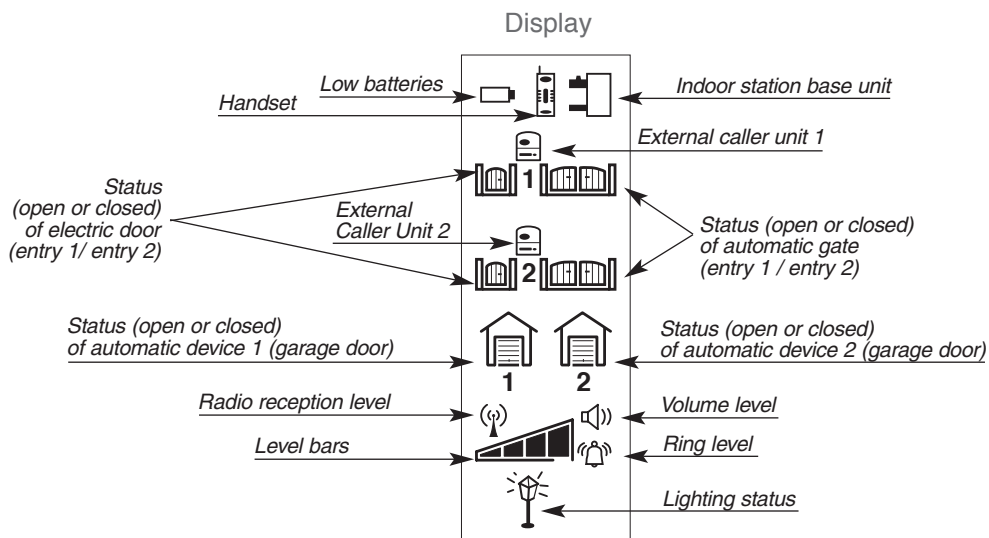 Display
Low batteries
Handset
Indoor station base unit
External caller unit 1
1
Status
(open or closed)
of electric door
(entry 1/ entry 2)
External
Caller Unit 2
Status (open or closed)
of automatic gate
(entry 1 / entry 2)
2
Status (open or closed)
of automatic device 1 (garage door)
Status (open or closed)
of automatic device 2 (garage door)
1 2
Radio reception level
Volume level
Level bars
Ring level
Lighting status